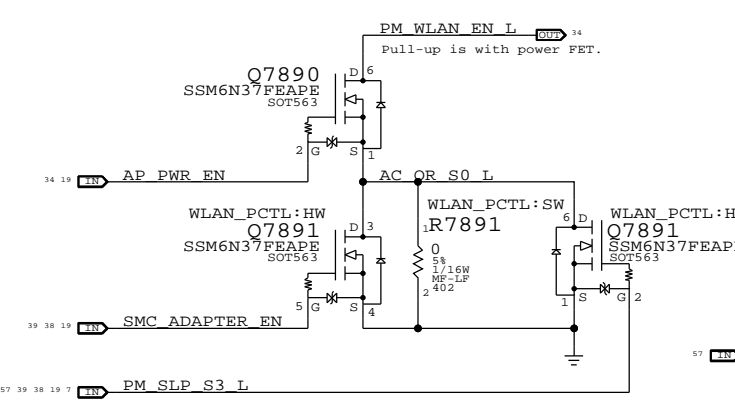 PM_WLAN_EN_L
OUT 34
Pull-up is with power FET.
Q7890
SSM6N37FEAPE
SOT563
D 6
2 G S 1
34 19 IN AP_PWR_EN
AC_OR_S0_L
WLAN_PCTL:HW
Q7891
SSM6N37FEAPE
SOT563
D 3
5 G S 4
WLAN_PCTL:SW
1 R7891
0
5%
1/16W
MF-LF
2 402
6 D
WLAN_PCTL:H
Q7891
SSM6N37FEAP
SOT563
1 S G 2
39 38 19 IN SMC_ADAPTER_EN
57 IN
57 39 38 19 7 IN PM_SLP_S3_L